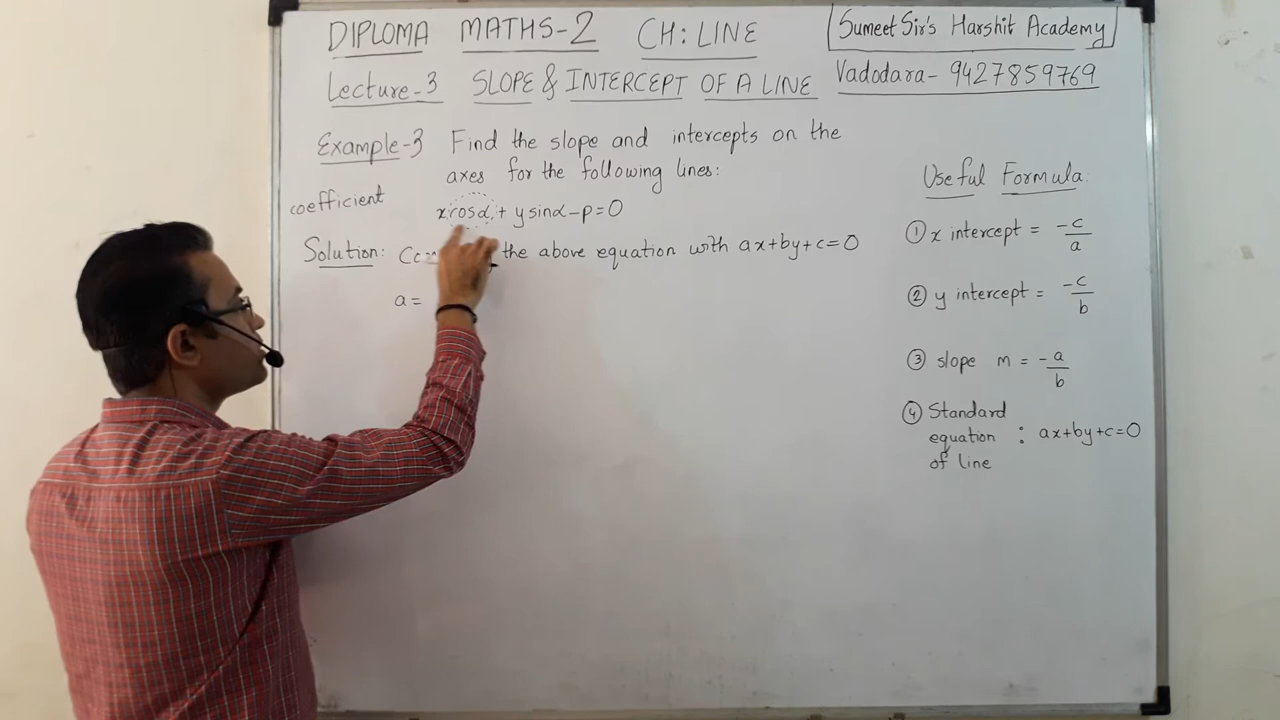 DIPLOMA MATHS-2 CH: LINE
Sumeet Sir's Harshit Academy
Lecture-3 SLOPE & INTERCEPT OF A LINE
Vadodara- 9427859769
Example-3 Find the slope and intercepts on the
axes for the following lines:
coefficient
xcosα + ysinα-p=0
Solution: the above equation with ax+by+c=0
a=
Useful Formula:
① x intercept = -c/a
② y intercept = -c/b
③ slope m = -a/b
④ Standard
equation : ax+by+c=0
of line